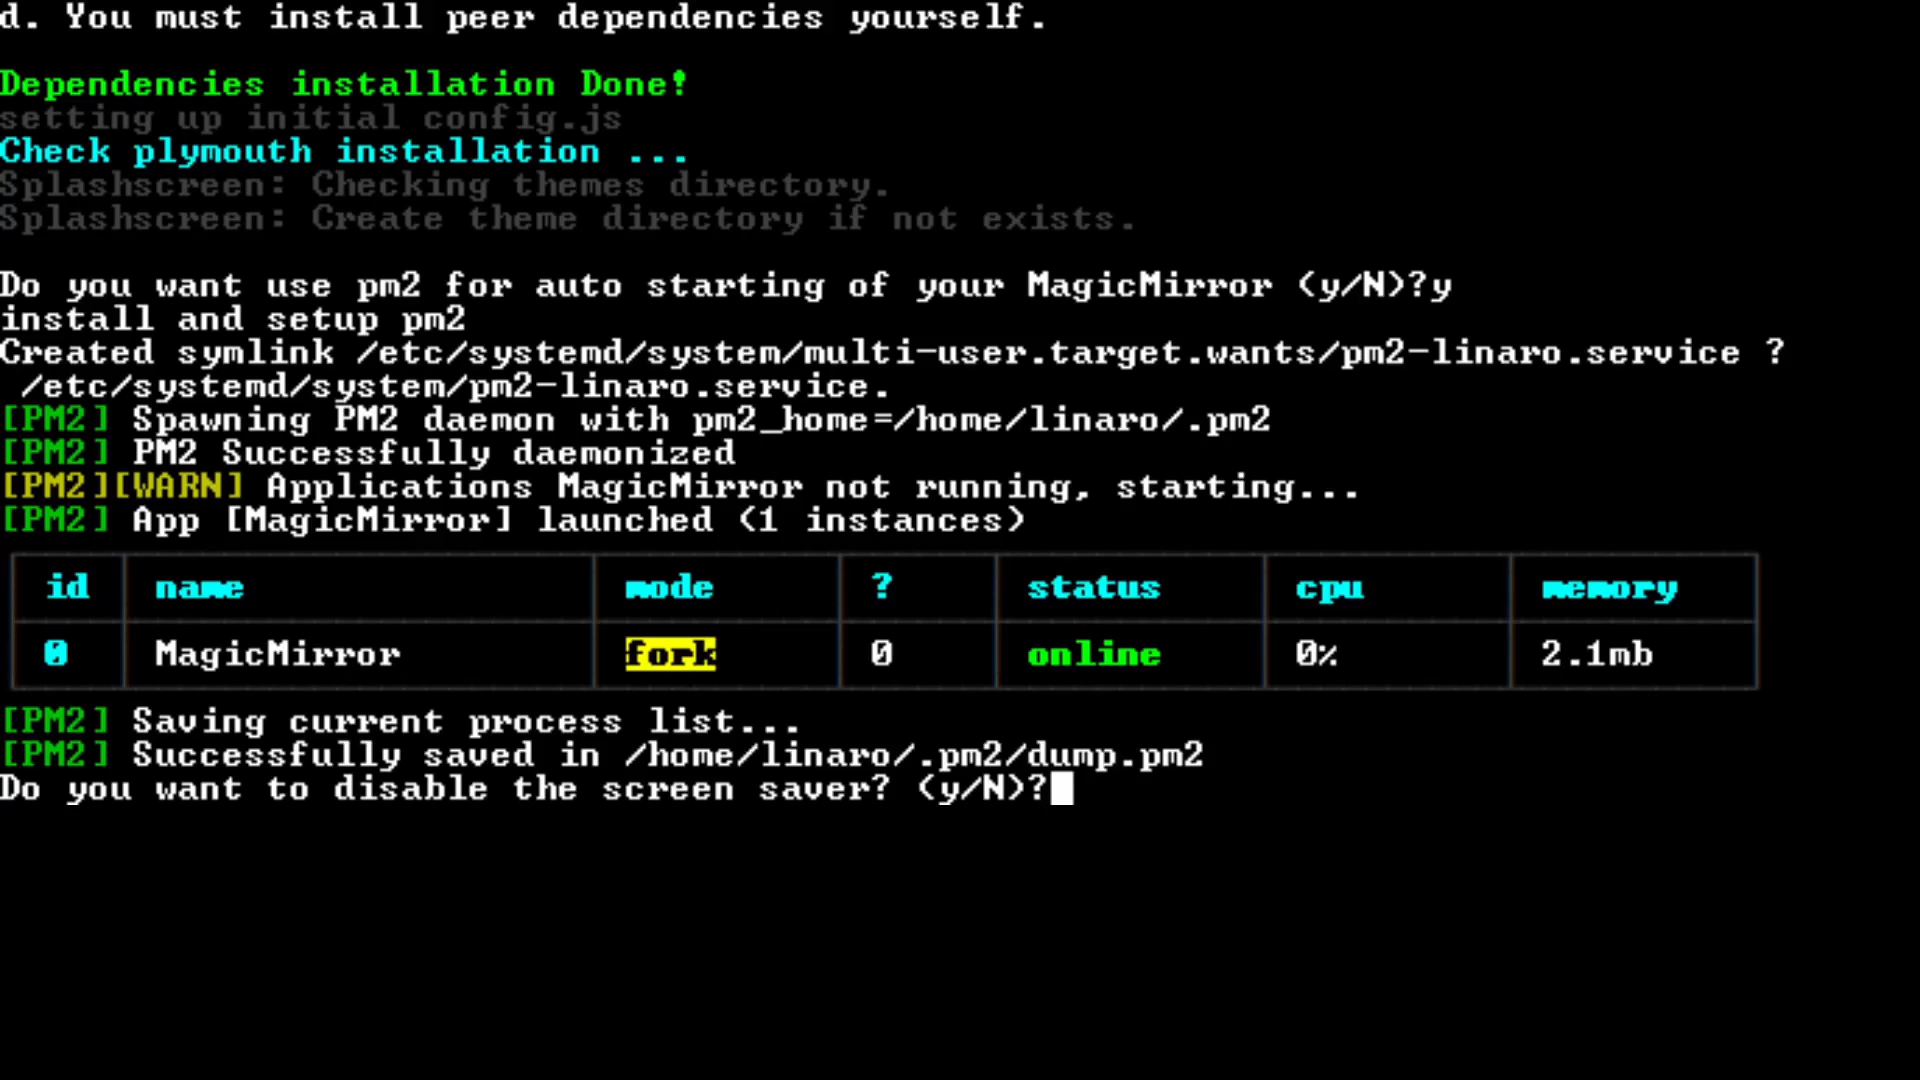 d. You must install peer dependencies yourself.
Dependencies installation Done!
setting up initial config.js
Check plymouth installation ...
Splashscreen: Checking themes directory.
Splashscreen: Create theme directory if not exists.
Do you want use pm2 for auto starting of your MagicMirror (y/N)?y
install and setup pm2
Created symlink /etc/systemd/system/multi-user.target.wants/pm2-linaro.service ?
/etc/systemd/system/pm2-linaro.service.
[PM2] Spawning PM2 daemon with pm2_home=/home/linaro/.pm2
[PM2] PM2 Successfully daemonized
[PM2][WARN] Applications MagicMirror not running, starting...
[PM2] App [MagicMirror] launched (1 instances)
id name mode ? status cpu memory
0 MagicMirror fork 0 online 0% 2.1mb
[PM2] Saving current process list...
[PM2] Successfully saved in /home/linaro/.pm2/dump.pm2
Do you want to disable the screen saver? (y/N)?